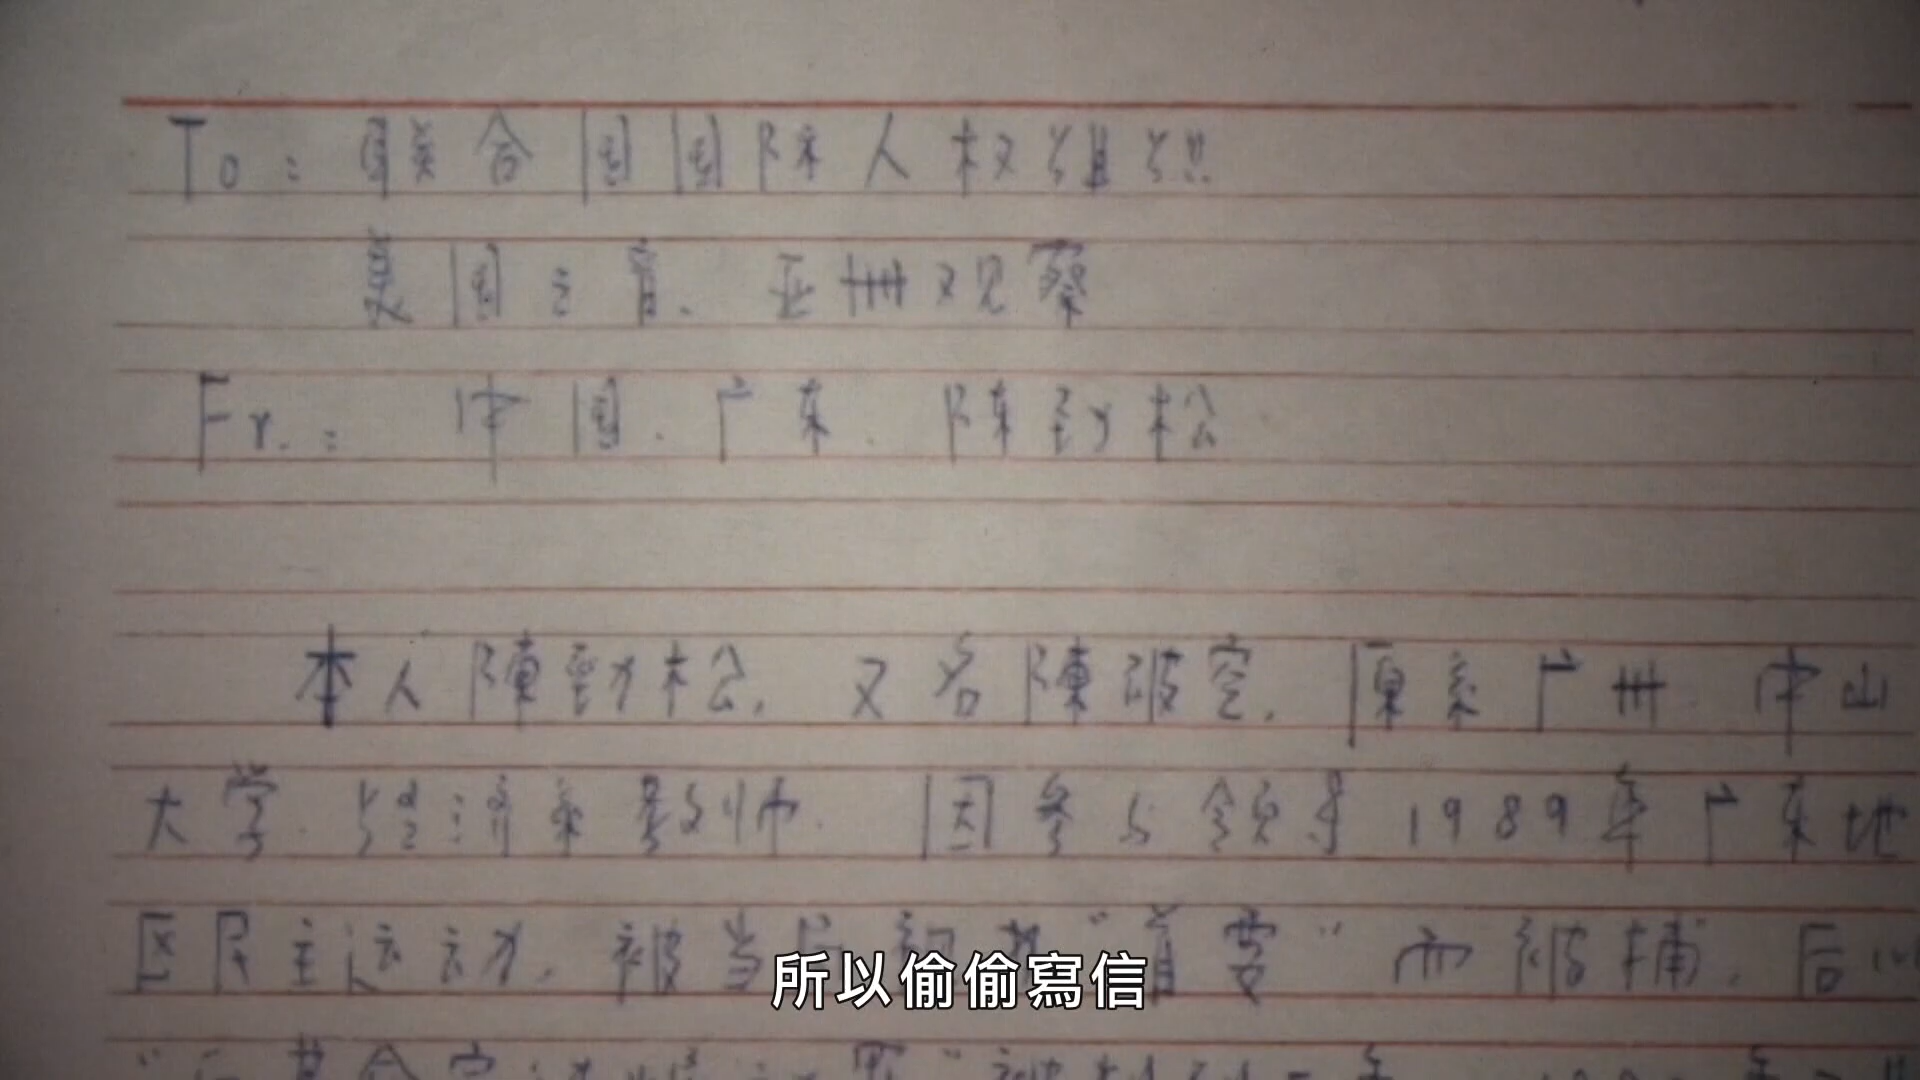 To: 联合国国际人权组织
美国之音、亚洲观察
Fr.: 中国.广东.陈劲松
本人陳劲松,又名陳破空,原系广州中山
大学经济系教师.因参与领导1989年广东地
区民主运动,被当局视为“首要”而被捕,后以
所以偷偷寫信